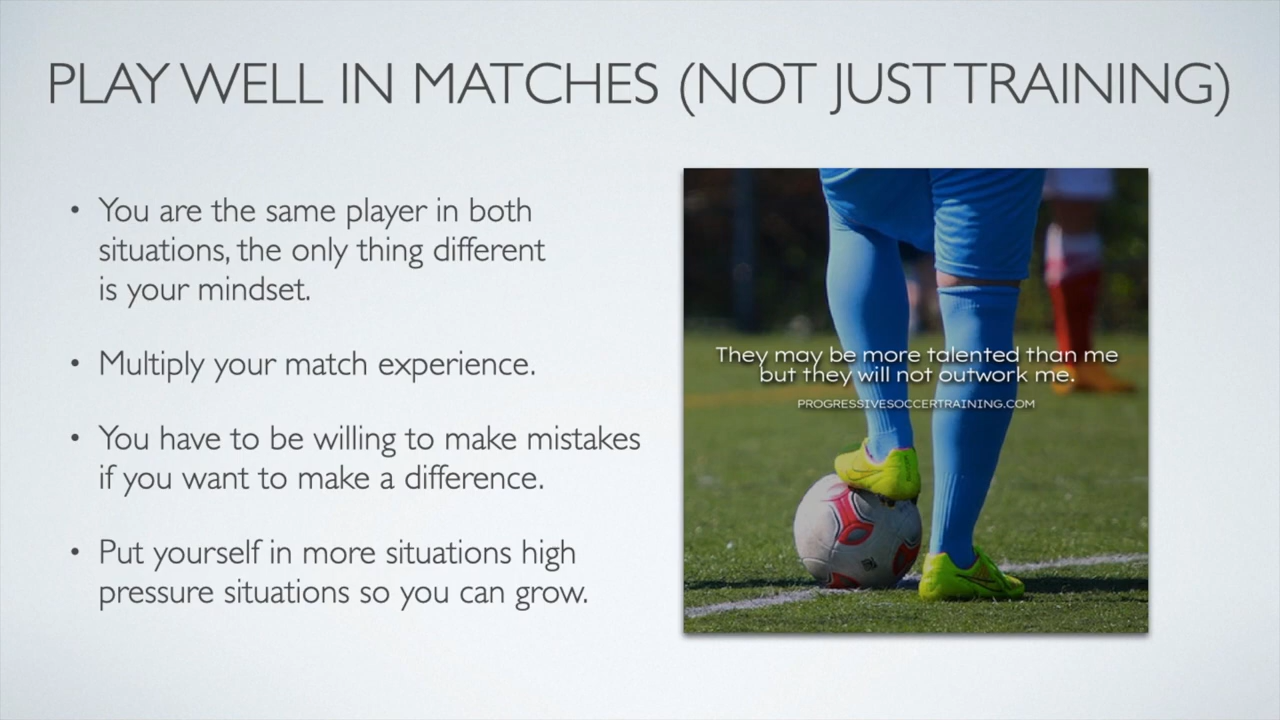 PLAY WELL IN MATCHES (NOT JUST TRAINING)
• You are the same player in both
situations, the only thing different
is your mindset.
• Multiply your match experience.
• You have to be willing to make mistakes
if you want to make a difference.
• Put yourself in more situations high
pressure situations so you can grow.
They may be more talented than me
but they will not outwork me.
PROGRESSIVESOCCERTRAINING.COM